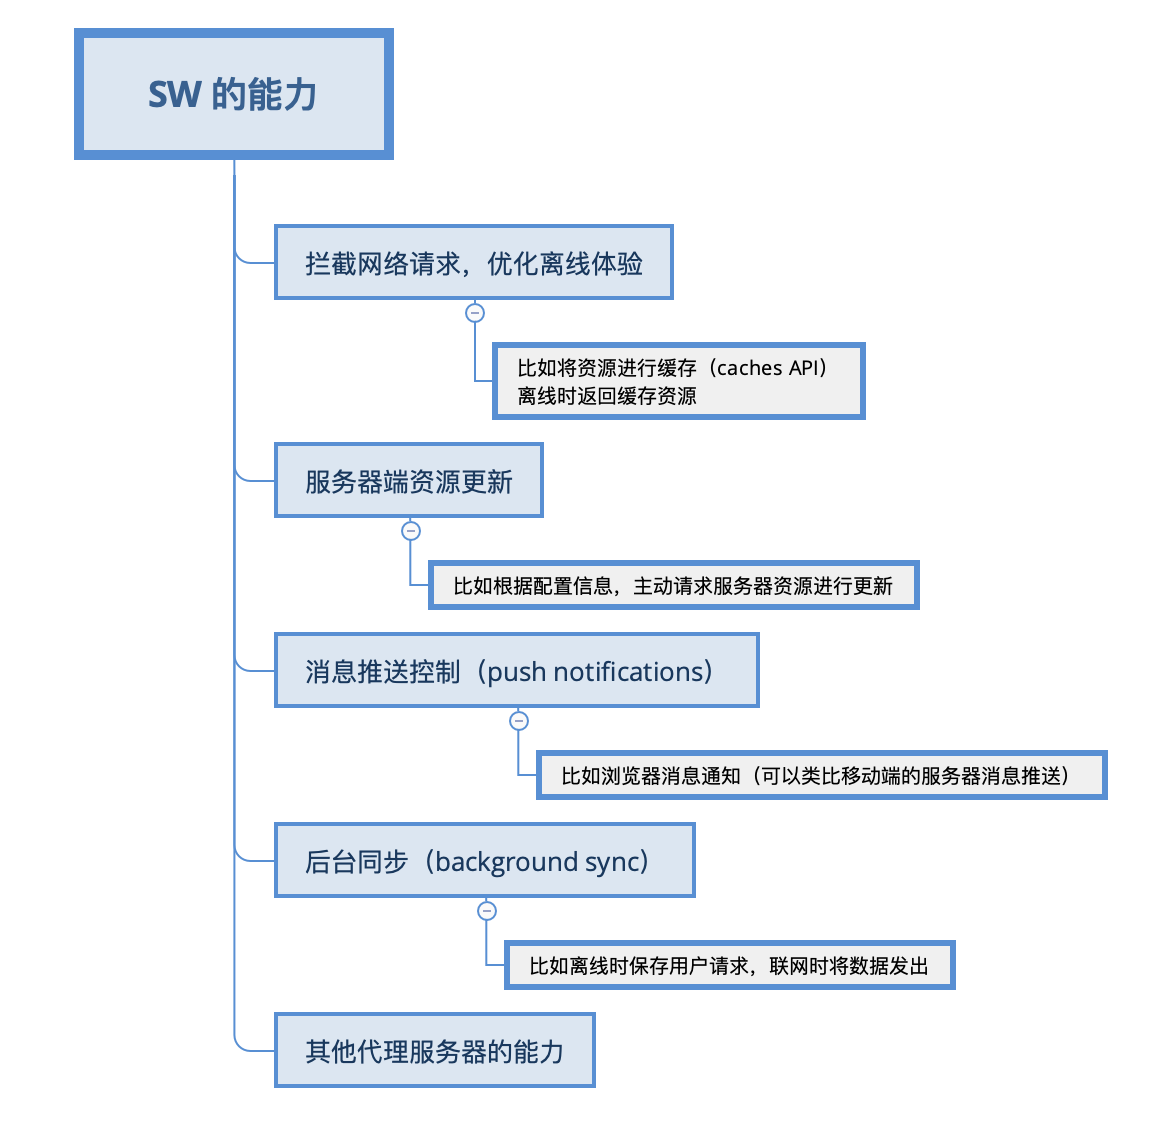 SW 的能力
拦截网络请求，优化离线体验
比如将资源进行缓存（caches API）
离线时返回缓存资源
服务器端资源更新
比如根据配置信息，主动请求服务器资源进行更新
消息推送控制（push notifications）
比如浏览器消息通知（可以类比移动端的服务器消息推送）
后台同步（background sync）
比如离线时保存用户请求，联网时将数据发出
其他代理服务器的能力